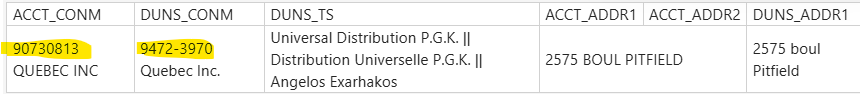 ACCT_CONM DUNS_CONM DUNS_TS ACCT_ADDR1 ACCT_ADDR2 DUNS_ADDR1
90730813 QUEBEC INC
9472-3970 Quebec Inc.
Universal Distribution P.G.K. ||
Distribution Universelle P.G.K. ||
Angelos Exarhakos
2575 BOUL PITFIELD
2575 boul
Pitfield